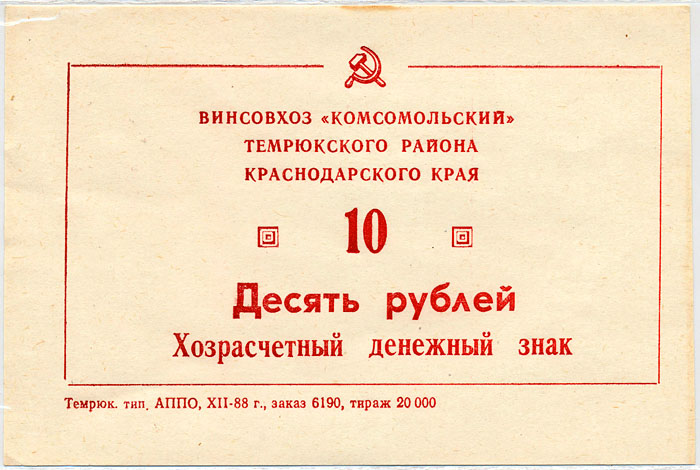 ВИНСОВХОЗ «КОМСОМОЛЬСКИЙ»
ТЕМРЮКСКОГО РАЙОНА
КРАСНОДАРСКОГО КРАЯ
10
Десять рублей
Хозрасчетный денежный знак
Темрюк. тип. АППО, XII-88 г., заказ 6190, тираж 20 000